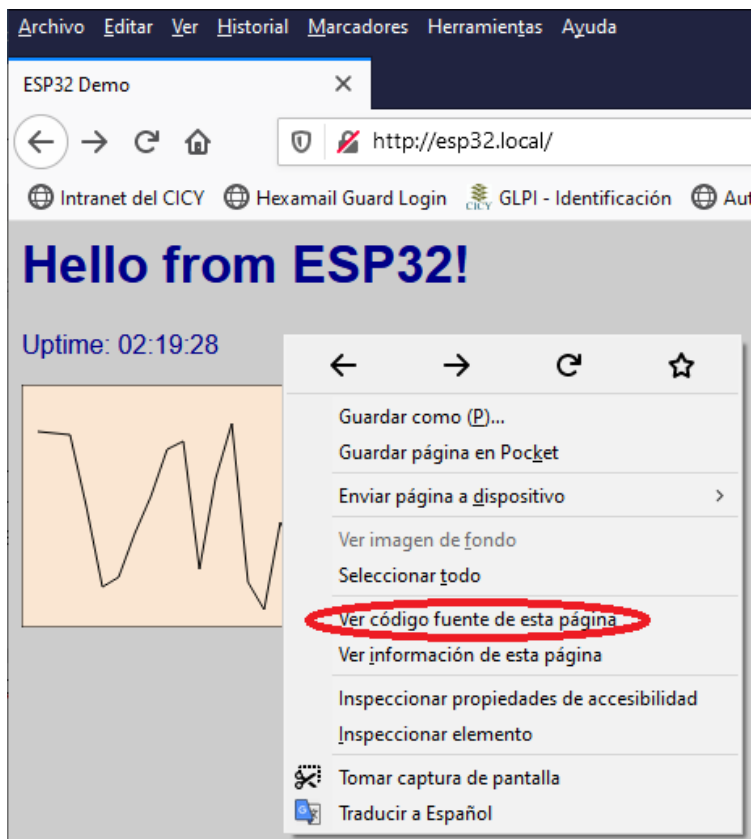 Archivo Editar Ver Historial Marcadores Herramientas Ayuda
ESP32 Demo
http://esp32.local/
Intranet del CICY Hexamail Guard Login CICY GLPI - Identificación Aut
Hello from ESP32!
Uptime: 02:19:28
Guardar como (P)...
Guardar página en Pocket
Enviar página a dispositivo
Ver imagen de fondo
Seleccionar todo
Ver código fuente de esta página
Ver información de esta página
Inspeccionar propiedades de accesibilidad
Inspeccionar elemento
Tomar captura de pantalla
Traducir a Español